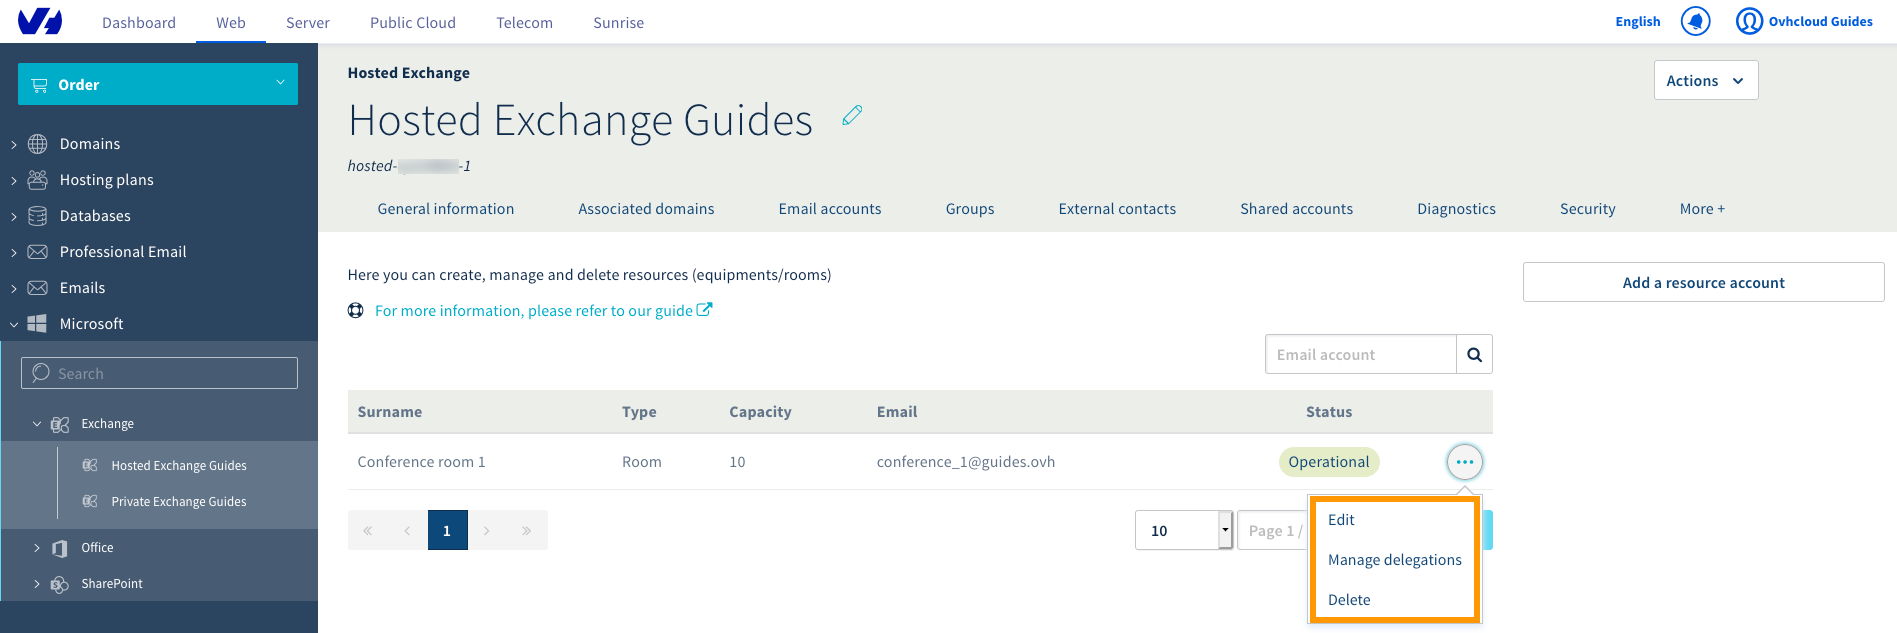 Dashboard Web Server Public Cloud Telecom Sunrise English Ovhcloud Guides
Order
Domains
Hosting plans
Databases
Professional Email
Emails
Microsoft
Search
Exchange
Hosted Exchange Guides
Private Exchange Guides
Office
SharePoint
Hosted Exchange
Actions
Hosted Exchange Guides
hosted- -1
General information Associated domains Email accounts Groups External contacts Shared accounts Diagnostics Security More +
Here you can create, manage and delete resources (equipments/rooms)
Add a resource account
For more information, please refer to our guide
Email account
Surname Type Capacity Email Status
Conference room 1 Room 10 conference_1@guides.ovh Operational ...
« ‹ 1 › »
10 Page 1 /
Edit
Manage delegations
Delete